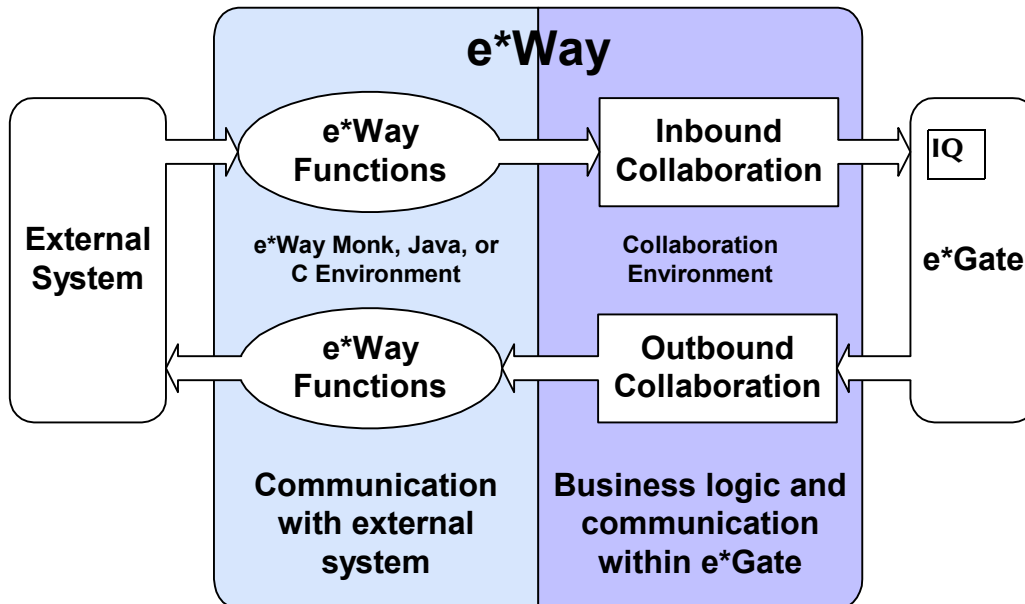 e*Way
External
System
e*Way
Functions
Inbound
Collaboration
IQ
e*Gate
e*Way Monk, Java, or
C Environment
Collaboration
Environment
e*Way
Functions
Outbound
Collaboration
Communication
with external
system
Business logic and
communication
within e*Gate